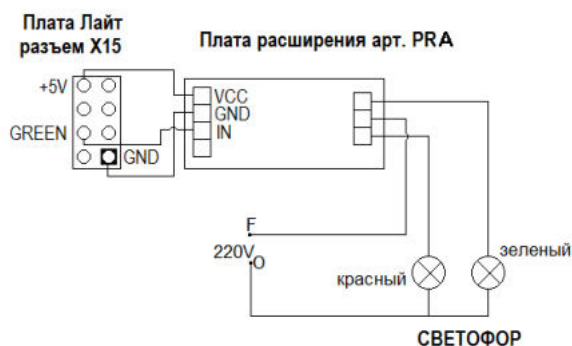 Плата Лайт
разъем X15
Плата расширения арт. PRA
+5V
GREEN
GND
VCC
GND
IN
F
220V
O
красный
зеленый
СВЕТОФОР